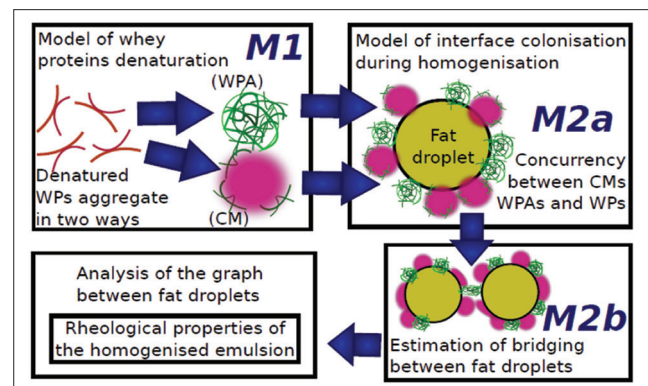 Model of whey
proteins denaturation
M1
(WPA)
Denatured
WPs aggregate
in two ways
(CM)
Model of interface colonisation
during homogenisation
Fat
droplet
M2a
Concurrency
between CMs
WPAs and WPs
M2b
Estimation of bridging
between fat droplets
Analysis of the graph
between fat droplets
Rheological properties of
the homogenised emulsion